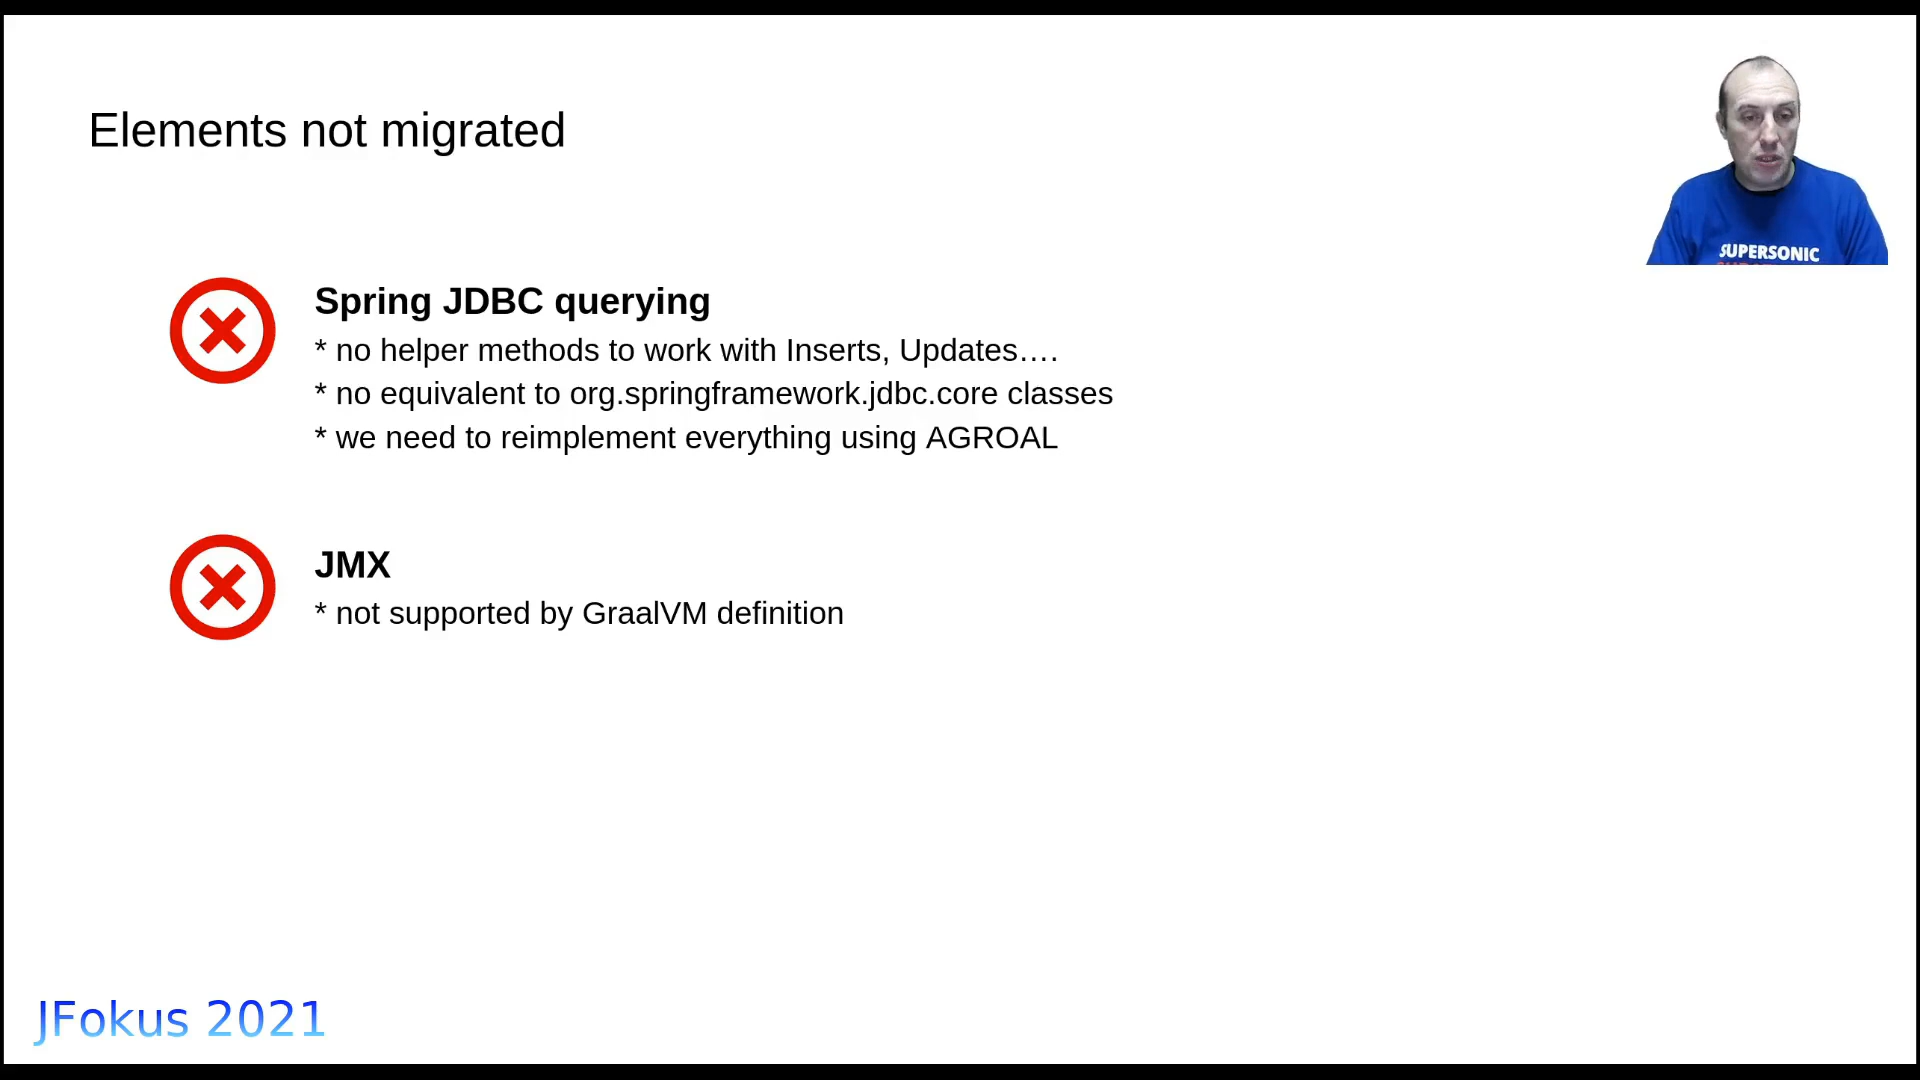 Elements not migrated
SUPERSONIC
Spring JDBC querying
* no helper methods to work with Inserts, Updates….
* no equivalent to org.springframework.jdbc.core classes
* we need to reimplement everything using AGROAL
JMX
* not supported by GraalVM definition
JFokus 2021